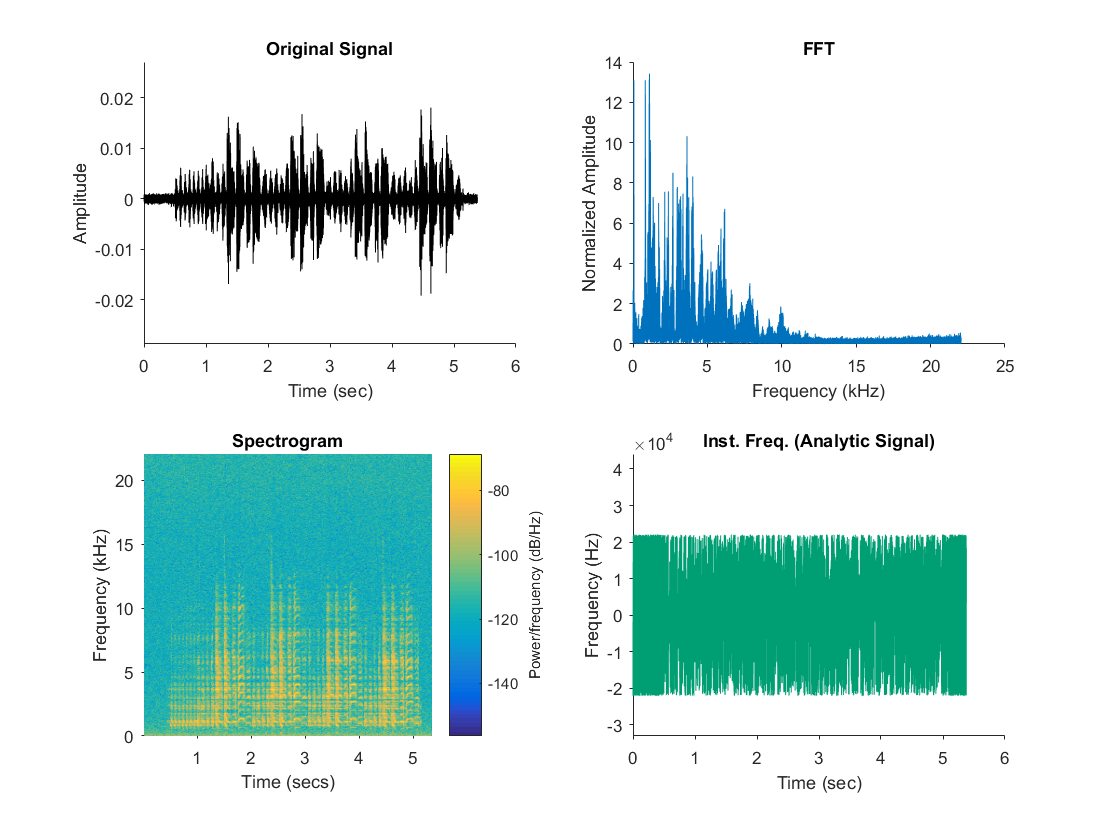 Original Signal
Amplitude
0.02
0.01
0
-0.01
-0.02
0 1 2 3 4 5 6
Time (sec)
FFT
Normalized Amplitude
14
12
10
8
6
4
2
0
0 5 10 15 20 25
Frequency (kHz)
Spectrogram
Frequency (kHz)
20
15
10
5
0
1 2 3 4 5
Time (secs)
-80
-100
-120
-140
Power/frequency (dB/Hz)
×10^4
Inst. Freq. (Analytic Signal)
Frequency (Hz)
4
3
2
1
0
-1
-2
-3
0 1 2 3 4 5 6
Time (sec)